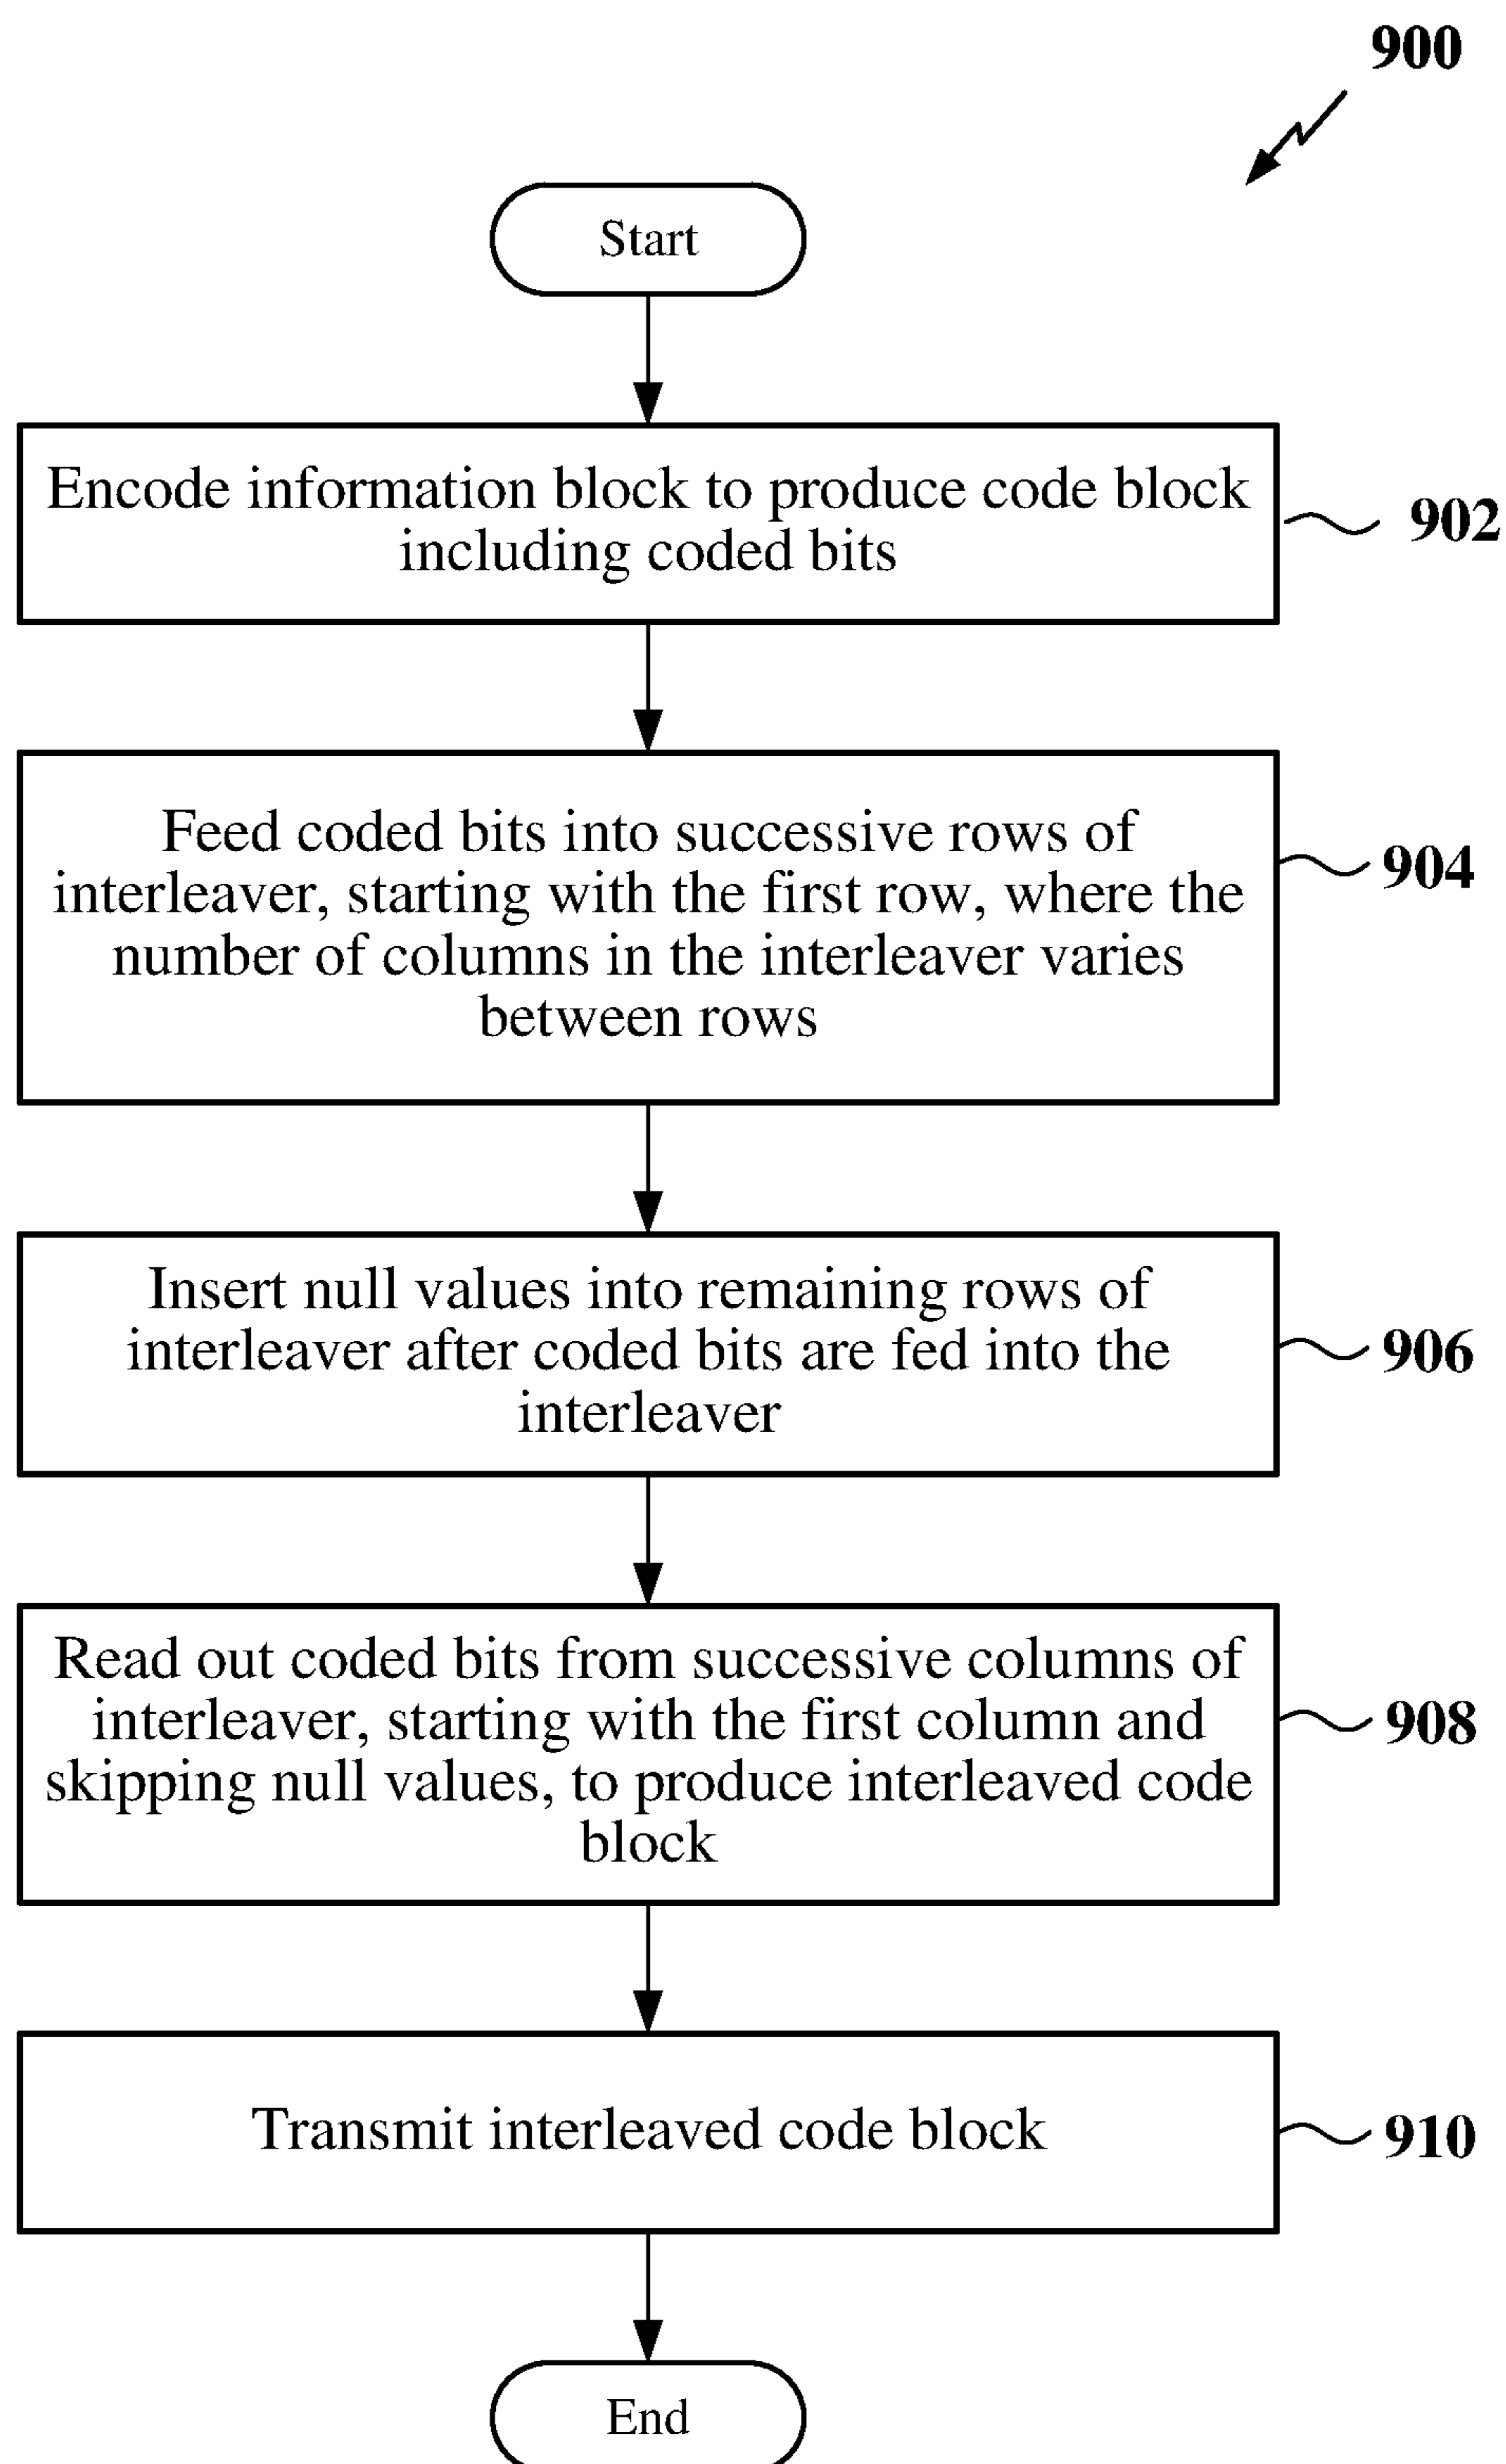 900
Start
Encode information block to produce code block
including coded bits
902
Feed coded bits into successive rows of
interleaver, starting with the first row, where the
number of columns in the interleaver varies
between rows
904
Insert null values into remaining rows of
interleaver after coded bits are fed into the
interleaver
906
Read out coded bits from successive columns of
interleaver, starting with the first column and
skipping null values, to produce interleaved code
block
908
Transmit interleaved code block
910
End